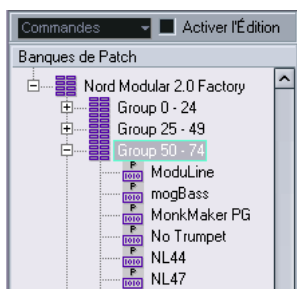 Commandes Activer l'Édition
Banques de Patch
Nord Modular 2.0 Factory
Group 0 - 24
Group 25 - 49
Group 50 - 74
ModuLine
mogBass
MonkMaker PG
No Trumpet
NL44
NL47